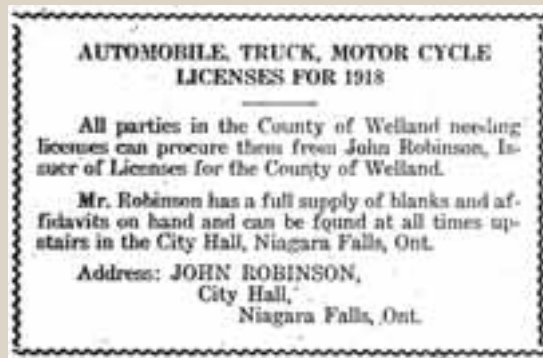 AUTOMOBILE, TRUCK, MOTOR CYCLE
LICENSES FOR 1918
All parties in the County of Welland needing
licenses can procure them from John Robinson, Is-
suer of Licenses for the County of Welland.
Mr. Robinson has a full supply of blanks and af-
fidavits on hand and can be found at all times up-
stairs in the City Hall, Niagara Falls, Ont.
Address: JOHN ROBINSON,
City Hall,
Niagara Falls, Ont.